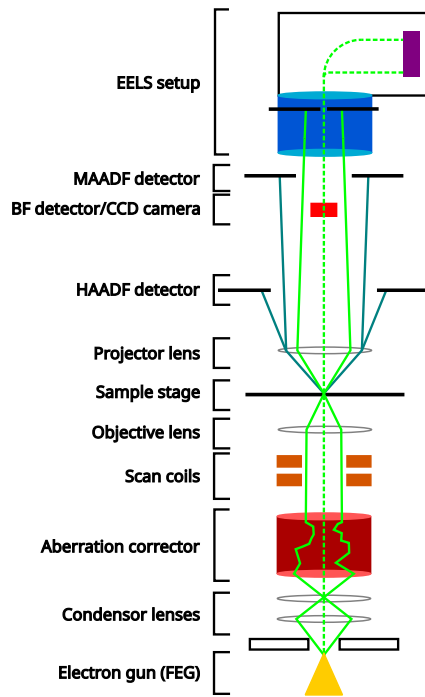 EELS setup
MAADF detector
BF detector/CCD camera
HAADF detector
Projector lens
Sample stage
Objective lens
Scan coils
Aberration corrector
Condensor lenses
Electron gun (FEG)